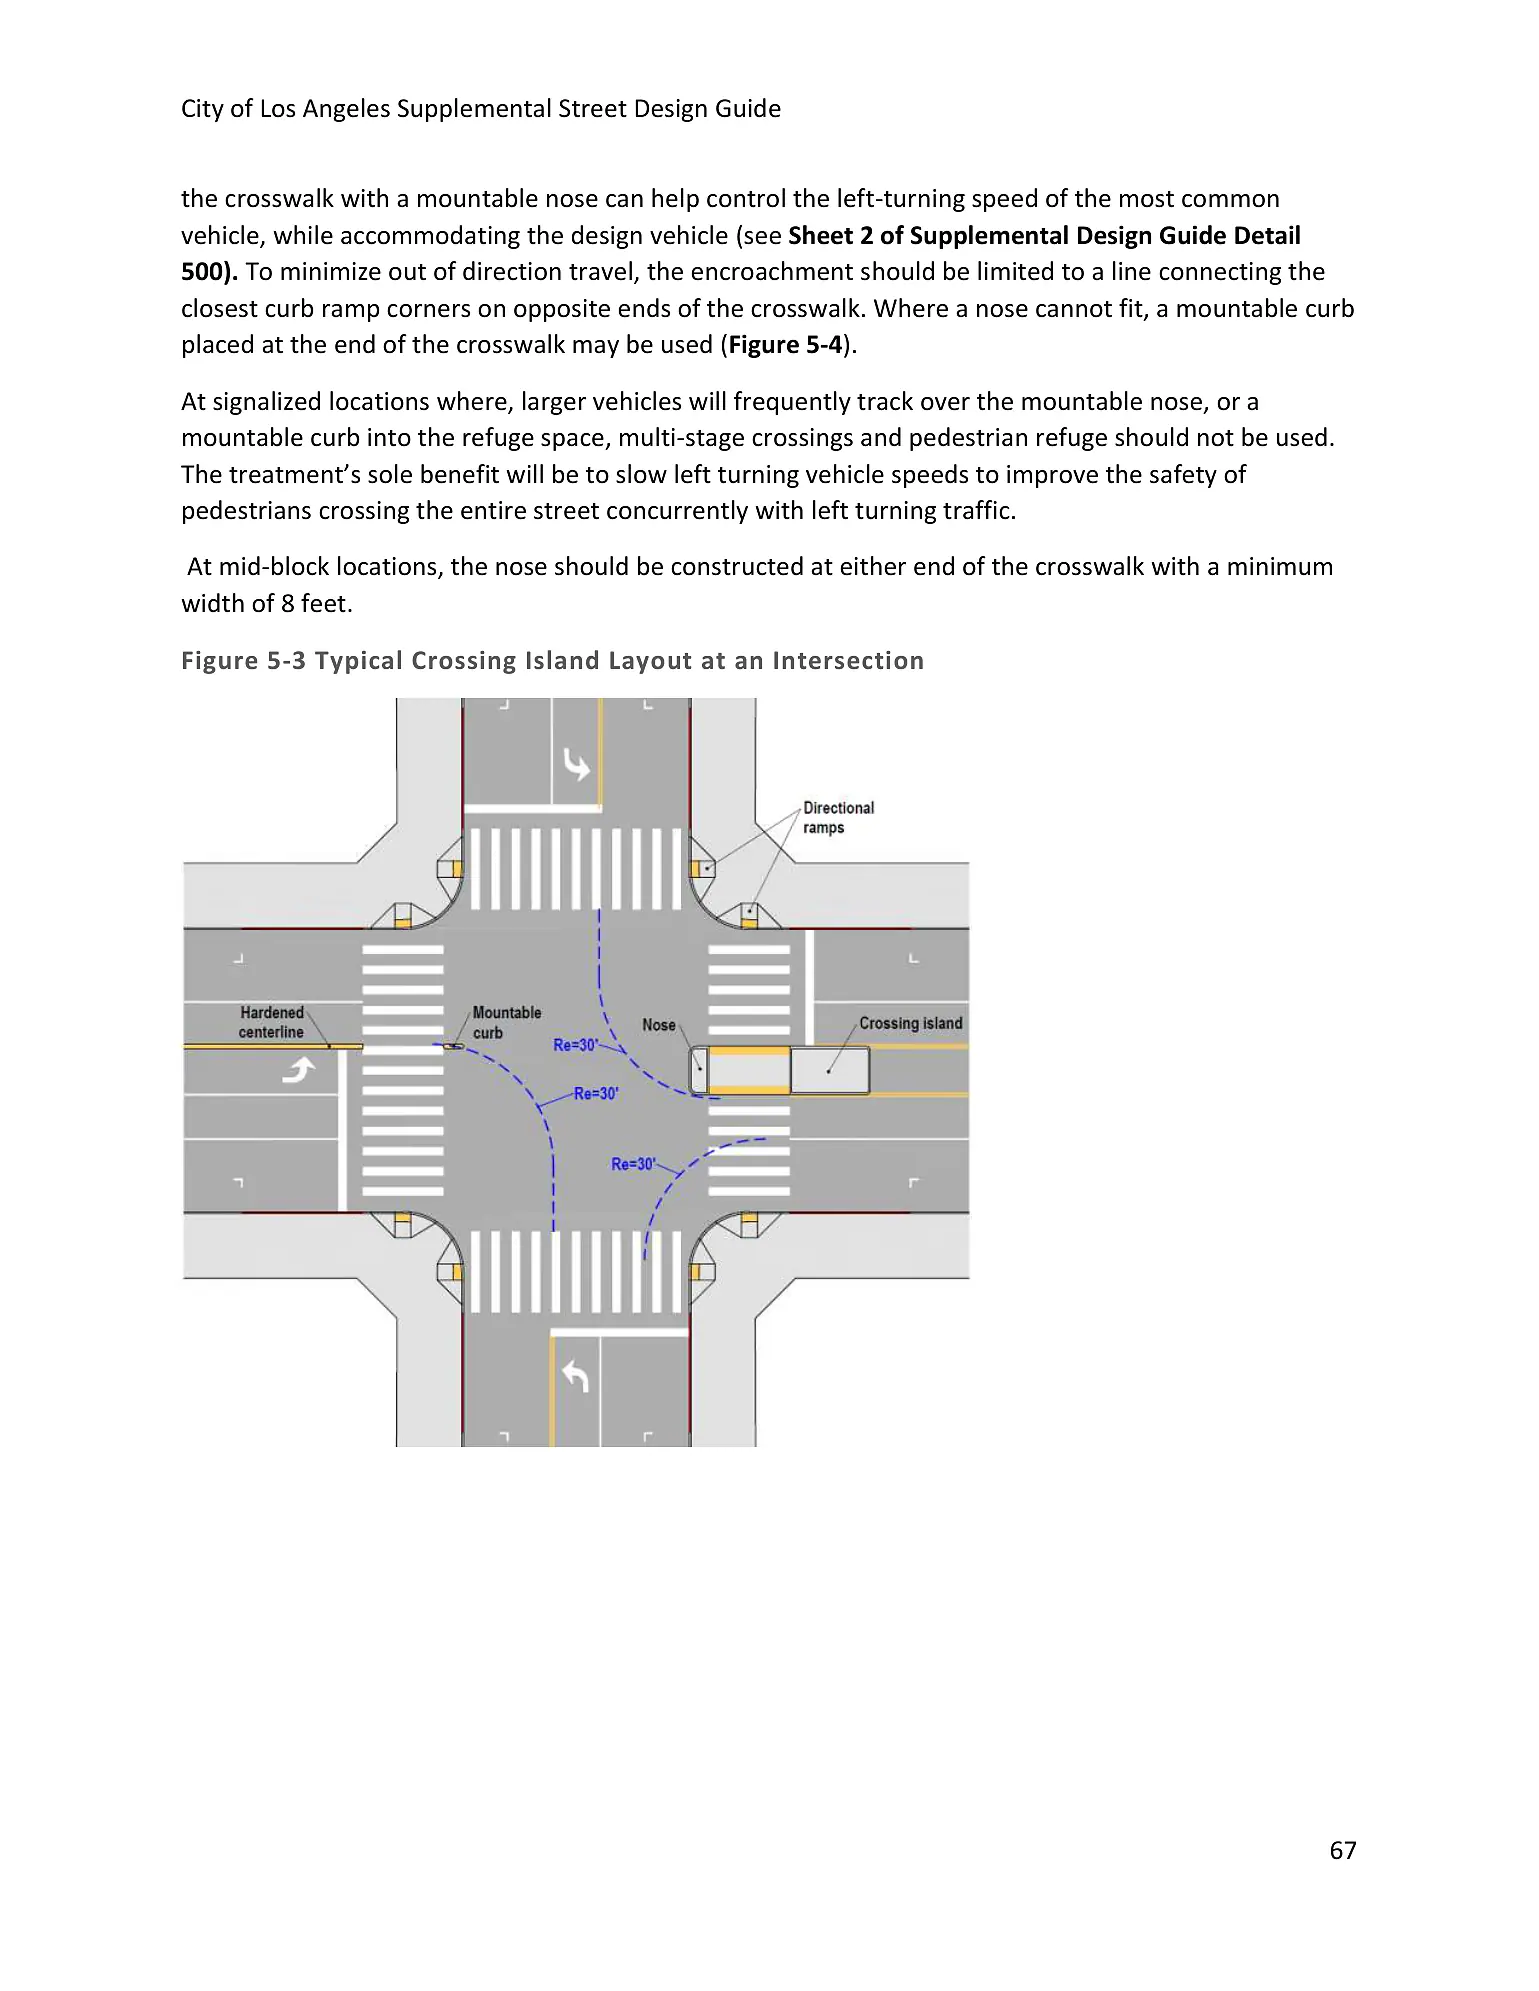 City of Los Angeles Supplemental Street Design Guide
the crosswalk with a mountable nose can help control the left-turning speed of the most common
vehicle, while accommodating the design vehicle (see Sheet 2 of Supplemental Design Guide Detail
500). To minimize out of direction travel, the encroachment should be limited to a line connecting the
closest curb ramp corners on opposite ends of the crosswalk. Where a nose cannot fit, a mountable curb
placed at the end of the crosswalk may be used (Figure 5-4).
At signalized locations where, larger vehicles will frequently track over the mountable nose, or a
mountable curb into the refuge space, multi-stage crossings and pedestrian refuge should not be used.
The treatment’s sole benefit will be to slow left turning vehicle speeds to improve the safety of
pedestrians crossing the entire street concurrently with left turning traffic.
At mid-block locations, the nose should be constructed at either end of the crosswalk with a minimum
width of 8 feet.
Figure 5-3 Typical Crossing Island Layout at an Intersection
Directional
ramps
Hardened
centerline
Mountable
curb
Nose
Crossing island
Re=30'
Re=30'
Re=30'
67